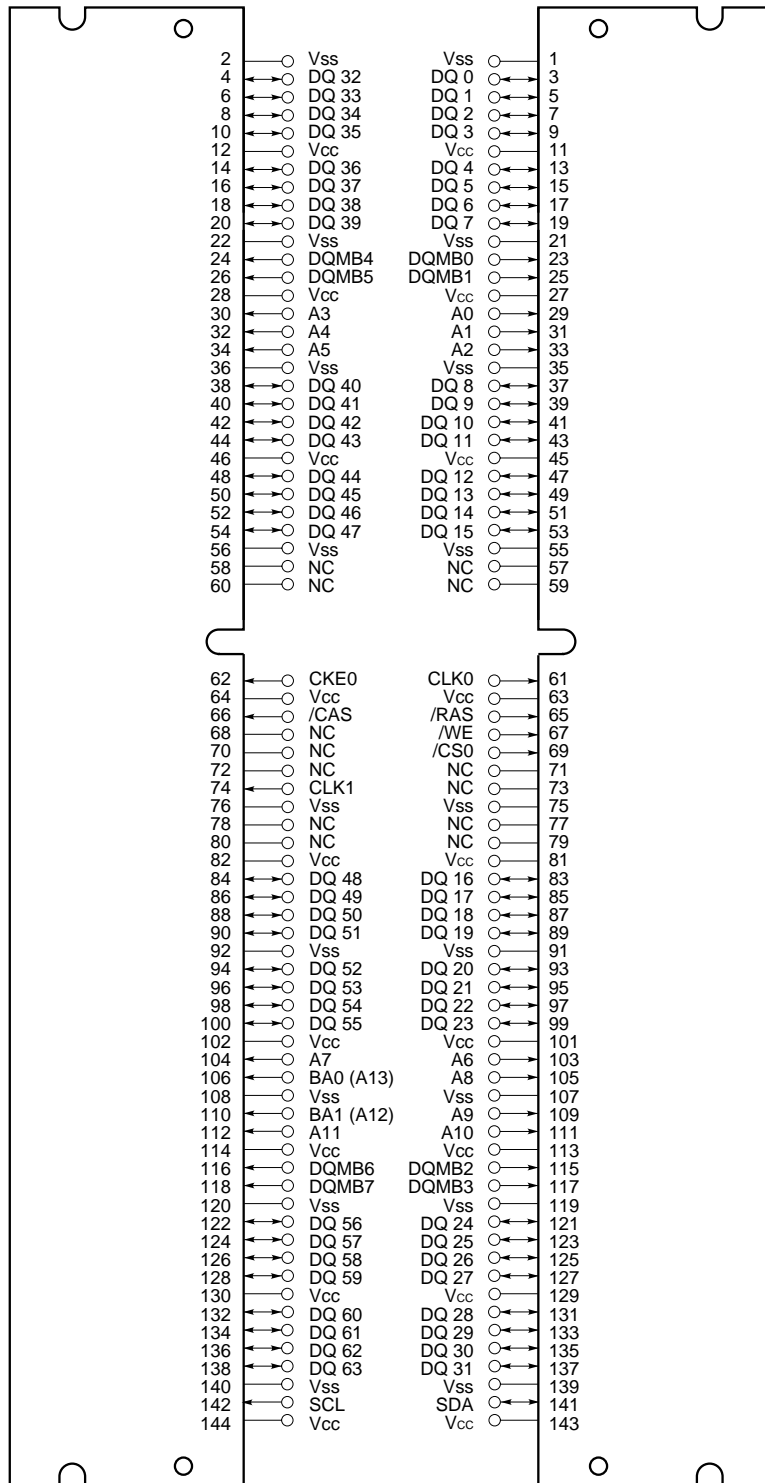 2 Vss Vss 1
4 DQ 32 DQ 0 3
6 DQ 33 DQ 1 5
8 DQ 34 DQ 2 7
10 DQ 35 DQ 3 9
12 Vcc Vcc 11
14 DQ 36 DQ 4 13
16 DQ 37 DQ 5 15
18 DQ 38 DQ 6 17
20 DQ 39 DQ 7 19
22 Vss Vss 21
24 DQMB4 DQMB0 23
26 DQMB5 DQMB1 25
28 Vcc Vcc 27
30 A3 A0 29
32 A4 A1 31
34 A5 A2 33
36 Vss Vss 35
38 DQ 40 DQ 8 37
40 DQ 41 DQ 9 39
42 DQ 42 DQ 10 41
44 DQ 43 DQ 11 43
46 Vcc Vcc 45
48 DQ 44 DQ 12 47
50 DQ 45 DQ 13 49
52 DQ 46 DQ 14 51
54 DQ 47 DQ 15 53
56 Vss Vss 55
58 NC NC 57
60 NC NC 59
62 CKE0 CLK0 61
64 Vcc Vcc 63
66 /CAS /RAS 65
68 NC /WE 67
70 NC /CS0 69
72 NC NC 71
74 CLK1 NC 73
76 Vss Vss 75
78 NC NC 77
80 NC NC 79
82 Vcc Vcc 81
84 DQ 48 DQ 16 83
86 DQ 49 DQ 17 85
88 DQ 50 DQ 18 87
90 DQ 51 DQ 19 89
92 Vss Vss 91
94 DQ 52 DQ 20 93
96 DQ 53 DQ 21 95
98 DQ 54 DQ 22 97
100 DQ 55 DQ 23 99
102 Vcc Vcc 101
104 A7 A6 103
106 BA0 (A13) A8 105
108 Vss Vss 107
110 BA1 (A12) A9 109
112 A11 A10 111
114 Vcc Vcc 113
116 DQMB6 DQMB2 115
118 DQMB7 DQMB3 117
120 Vss Vss 119
122 DQ 56 DQ 24 121
124 DQ 57 DQ 25 123
126 DQ 58 DQ 26 125
128 DQ 59 DQ 27 127
130 Vcc Vcc 129
132 DQ 60 DQ 28 131
134 DQ 61 DQ 29 133
136 DQ 62 DQ 30 135
138 DQ 63 DQ 31 137
140 Vss Vss 139
142 SCL SDA 141
144 Vcc Vcc 143